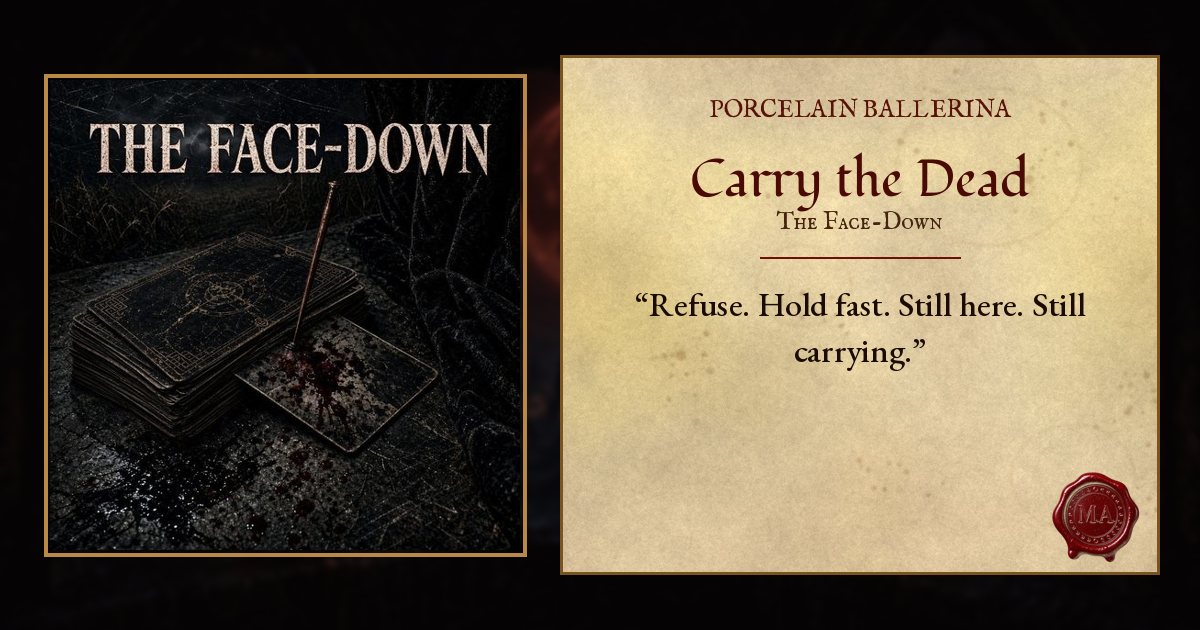 THE FACE-DOWN
PORCELAIN BALLERINA
Carry the Dead
The Face-Down
“Refuse. Hold fast. Still here. Still
carrying.”
MA